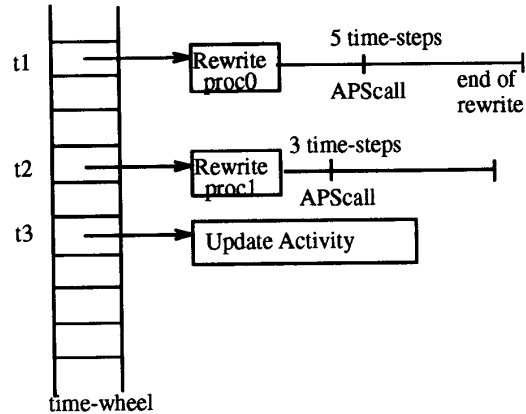 5 time-steps
t1
Rewrite
proc0
APScall
end of
rewrite
3 time-steps
t2
Rewrite
proc1
APScall
t3
Update Activity
time-wheel